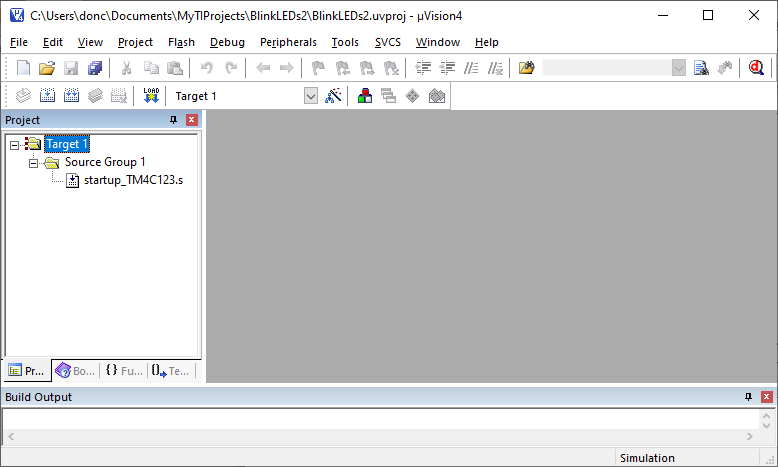 C:\Users\donc\Documents\MyTIProjects\BlinkLEDs2\BlinkLEDs2.uvproj - µVision4
File Edit View Project Flash Debug Peripherals Tools SVCS Window Help
LOAD Target 1
Project
Target 1
Source Group 1
startup_TM4C123.s
Pr... Bo... {} Fu... {} Te...
Build Output
Simulation